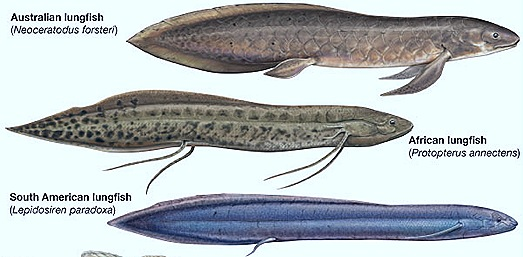 Australian lungfish
(Neoceratodus forsteri)
African lungfish
(Protopterus annectens)
South American lungfish
(Lepidosiren paradoxa)